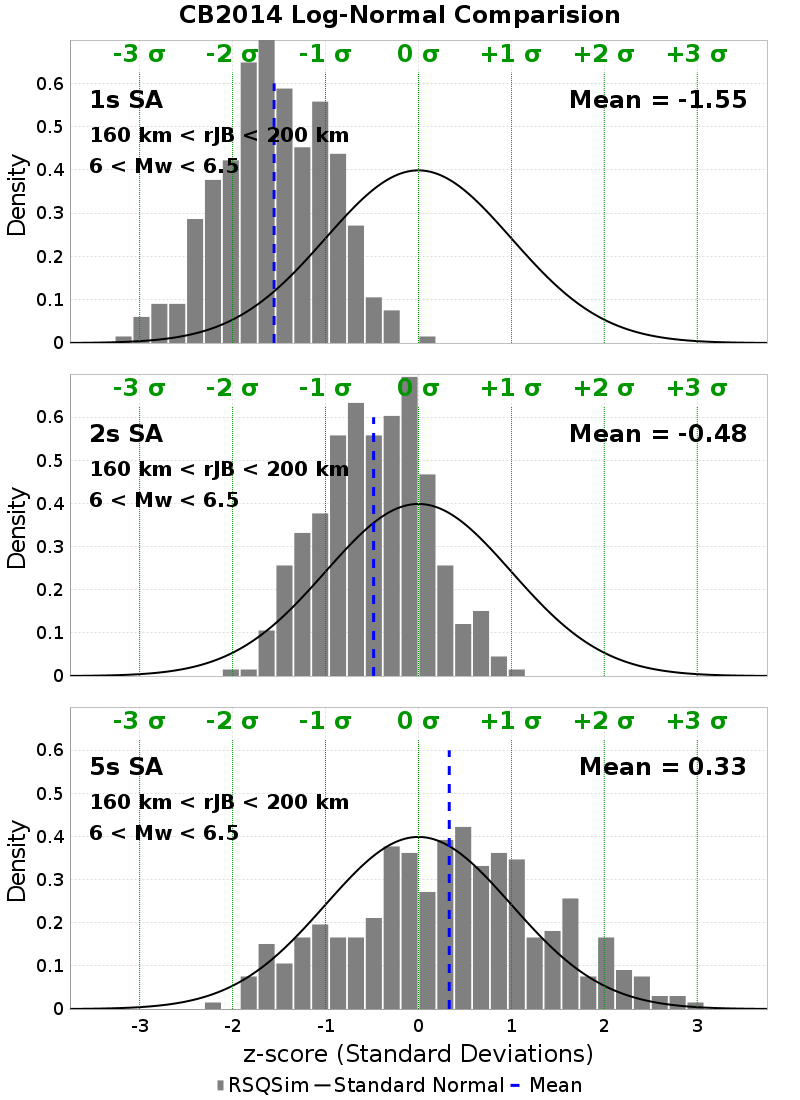 CB2014 Log-Normal Comparision
-3 σ -2 σ -1 σ 0 σ +1 σ +2 σ +3 σ
0.6
1s SA Mean = -1.55
0.5
160 km < rJB < 200 km
6 < Mw < 6.5
0.4
Density
0.3
0.2
0.1
0
-3 σ -2 σ -1 σ 0 σ +1 σ +2 σ +3 σ
0.6
2s SA Mean = -0.48
0.5
160 km < rJB < 200 km
6 < Mw < 6.5
0.4
Density
0.3
0.2
0.1
0
-3 σ -2 σ -1 σ 0 σ +1 σ +2 σ +3 σ
0.6
5s SA Mean = 0.33
0.5
160 km < rJB < 200 km
6 < Mw < 6.5
0.4
Density
0.3
0.2
0.1
0
-3 -2 -1 0 1 2 3
z-score (Standard Deviations)
RSQSim Standard Normal Mean